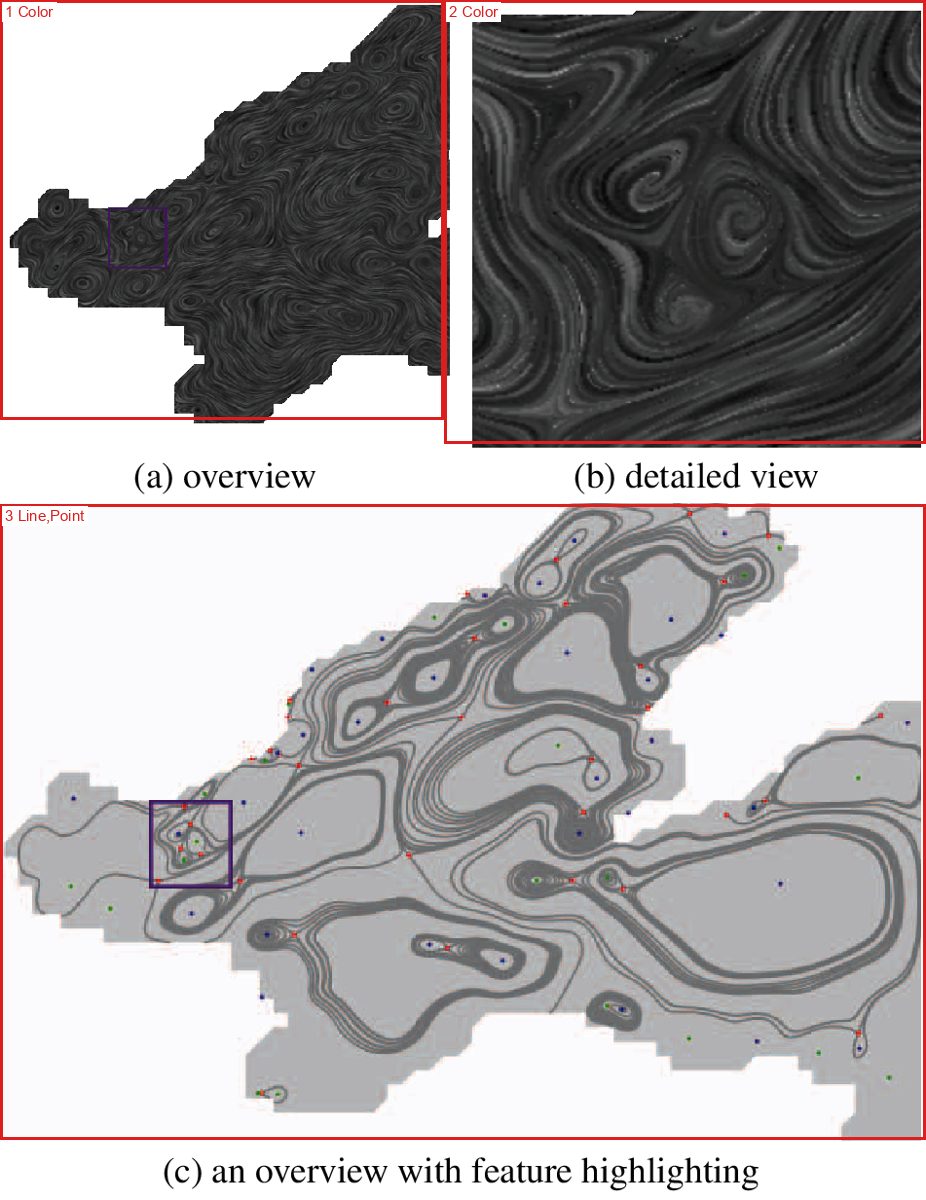 1 Color
2 Color
(a) overview
(b) detailed view
3 Line,Point
(c) an overview with feature highlighting